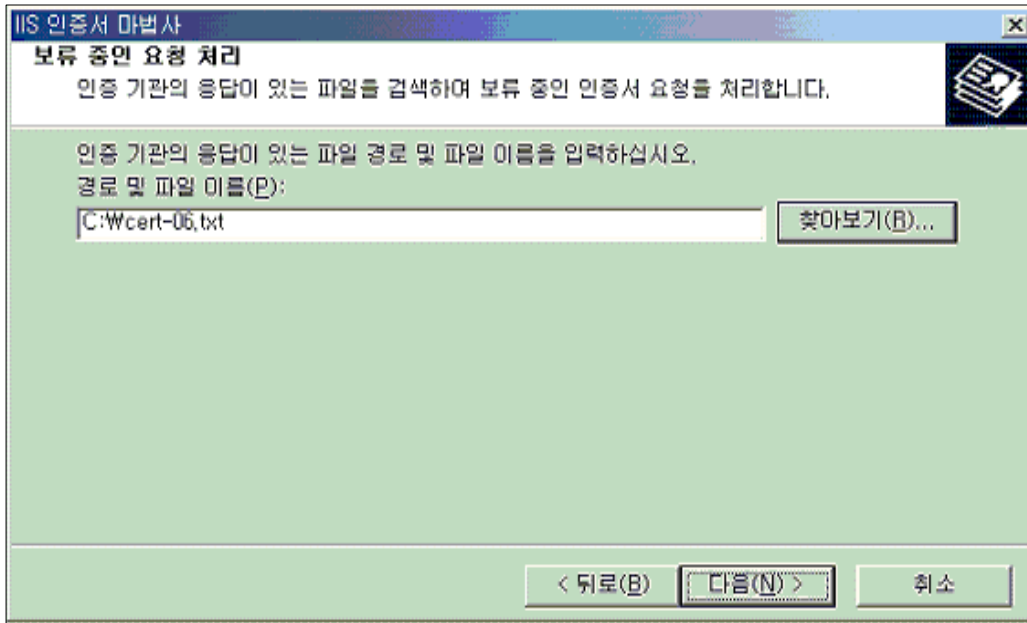 IIS 인증서 마법사
보류 중인 요청 처리
인증 기관의 응답이 있는 파일을 검색하여 보류 중인 인증서 요청을 처리합니다.
인증 기관의 응답이 있는 파일 경로 및 파일 이름을 입력하십시오.
경로 및 파일 이름(P):
C:₩cert-06.txt
찾아보기(R)...
< 뒤로(B) 다음(N) > 취소